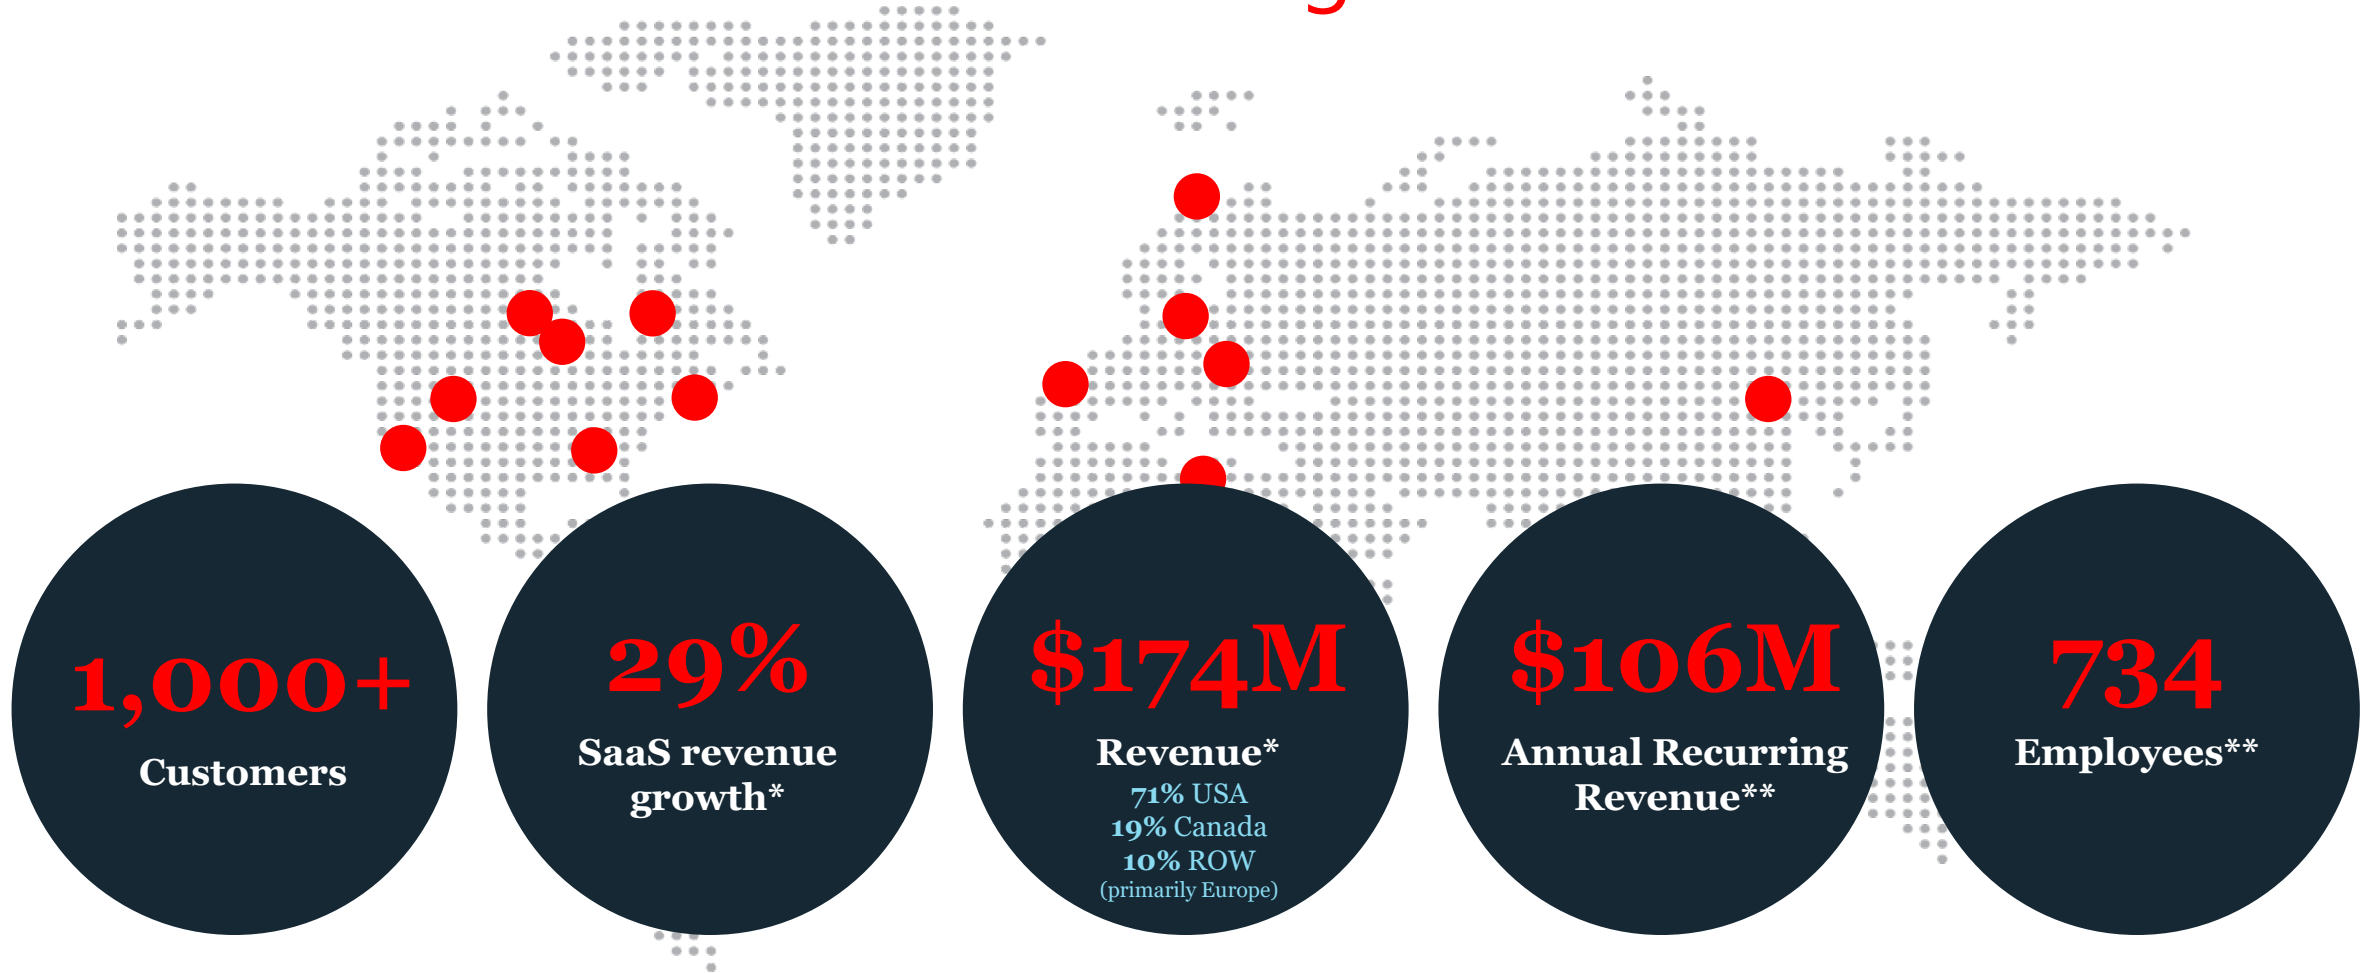 1,000+
Customers
29%
SaaS revenue
growth*
$174M
Revenue*
71% USA
19% Canada
10% ROW
(primarily Europe)
$106M
Annual Recurring
Revenue**
734
Employees**